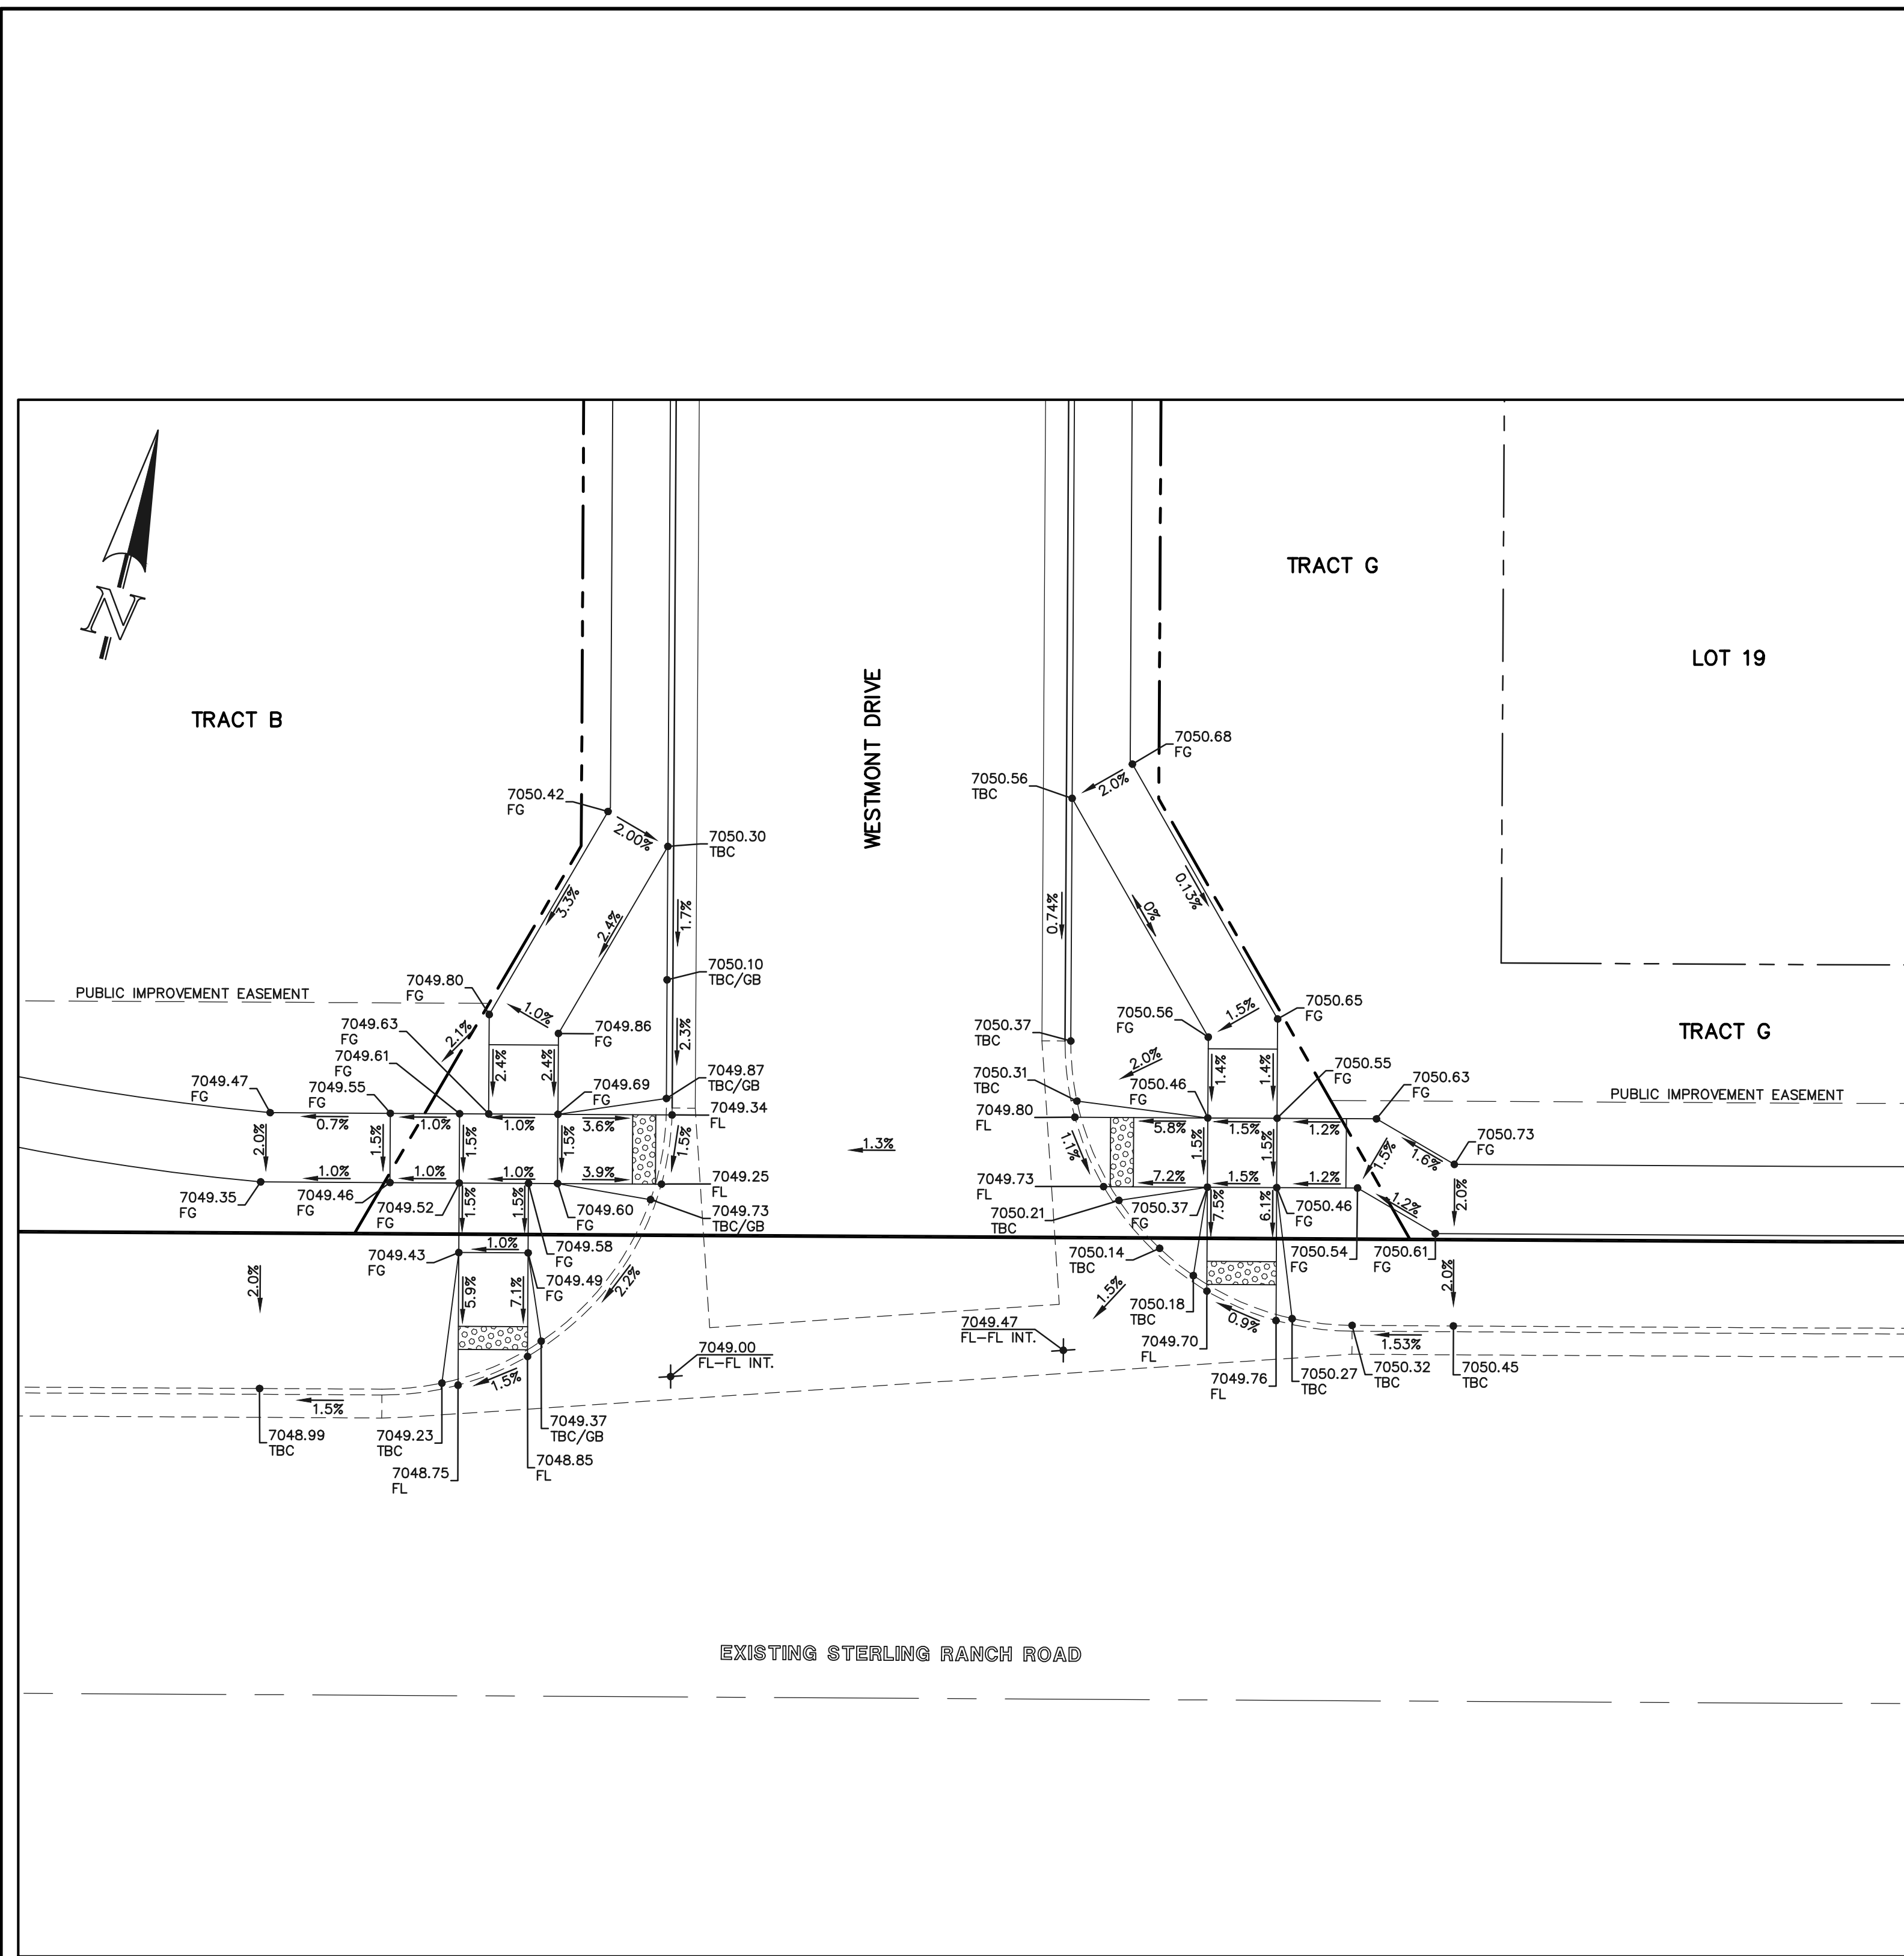 N
TRACT B
TRACT G
LOT 19
TRACT G
WESTMONT DRIVE
7050.42
FG
2.00%
7050.30
TBC
3.3%
2.4%
1.7%
7050.10
TBC/GB
PUBLIC IMPROVEMENT EASEMENT
7049.80
FG
1.0%
2.1%
7049.86
FG
2.3%
7049.63
FG
7049.61
2.4%
2.4%
7049.87
TBC/GB
7049.47
FG
7049.55
FG
7049.69
FG
7049.34
FL
0.7%
1.0%
1.0%
3.6%
2.0%
1.5%
1.5%
1.5%
1.5%
1.0%
1.0%
1.0%
3.9%
7049.25
FL
7049.35
FG
7049.46
FG
7049.52
FG
1.5%
1.5%
7049.60
FG
7049.73
TBC/GB
7049.58
FG
7049.43
FG
1.0%
7049.49
FG
2.2%
2.0%
5.9%
7.1%
7049.00
FL-FL INT.
1.5%
1.5%
7048.99
TBC
7049.23
TBC
7049.37
TBC/GB
7048.75
FL
7048.85
FL
1.3%
7050.68
FG
7050.56
TBC
2.0%
0.13%
0%
0.74%
7050.65
FG
7050.56
FG
1.5%
7050.37
TBC
2.0%
1.4%
1.4%
7050.55
FG
7050.31
TBC
7050.46
FG
7050.63
FG
PUBLIC IMPROVEMENT EASEMENT
7049.80
FL
5.8%
1.5%
1.2%
7050.73
FG
1.1%
1.5%
1.5%
1.5%
1.6%
7049.73
FL
7.2%
1.5%
1.2%
1.2%
2.0%
7050.21
TBC
7050.37
FG
7.5%
6.1%
7050.46
FG
7050.14
TBC
7050.54
FG
7050.61
FG
2.0%
1.5%
7050.18
TBC
0.9%
7049.47
FL-FL INT.
7049.70
FL
1.53%
7049.76
FL
7050.27
TBC
7050.32
TBC
7050.45
TBC
EXISTING STERLING RANCH ROAD